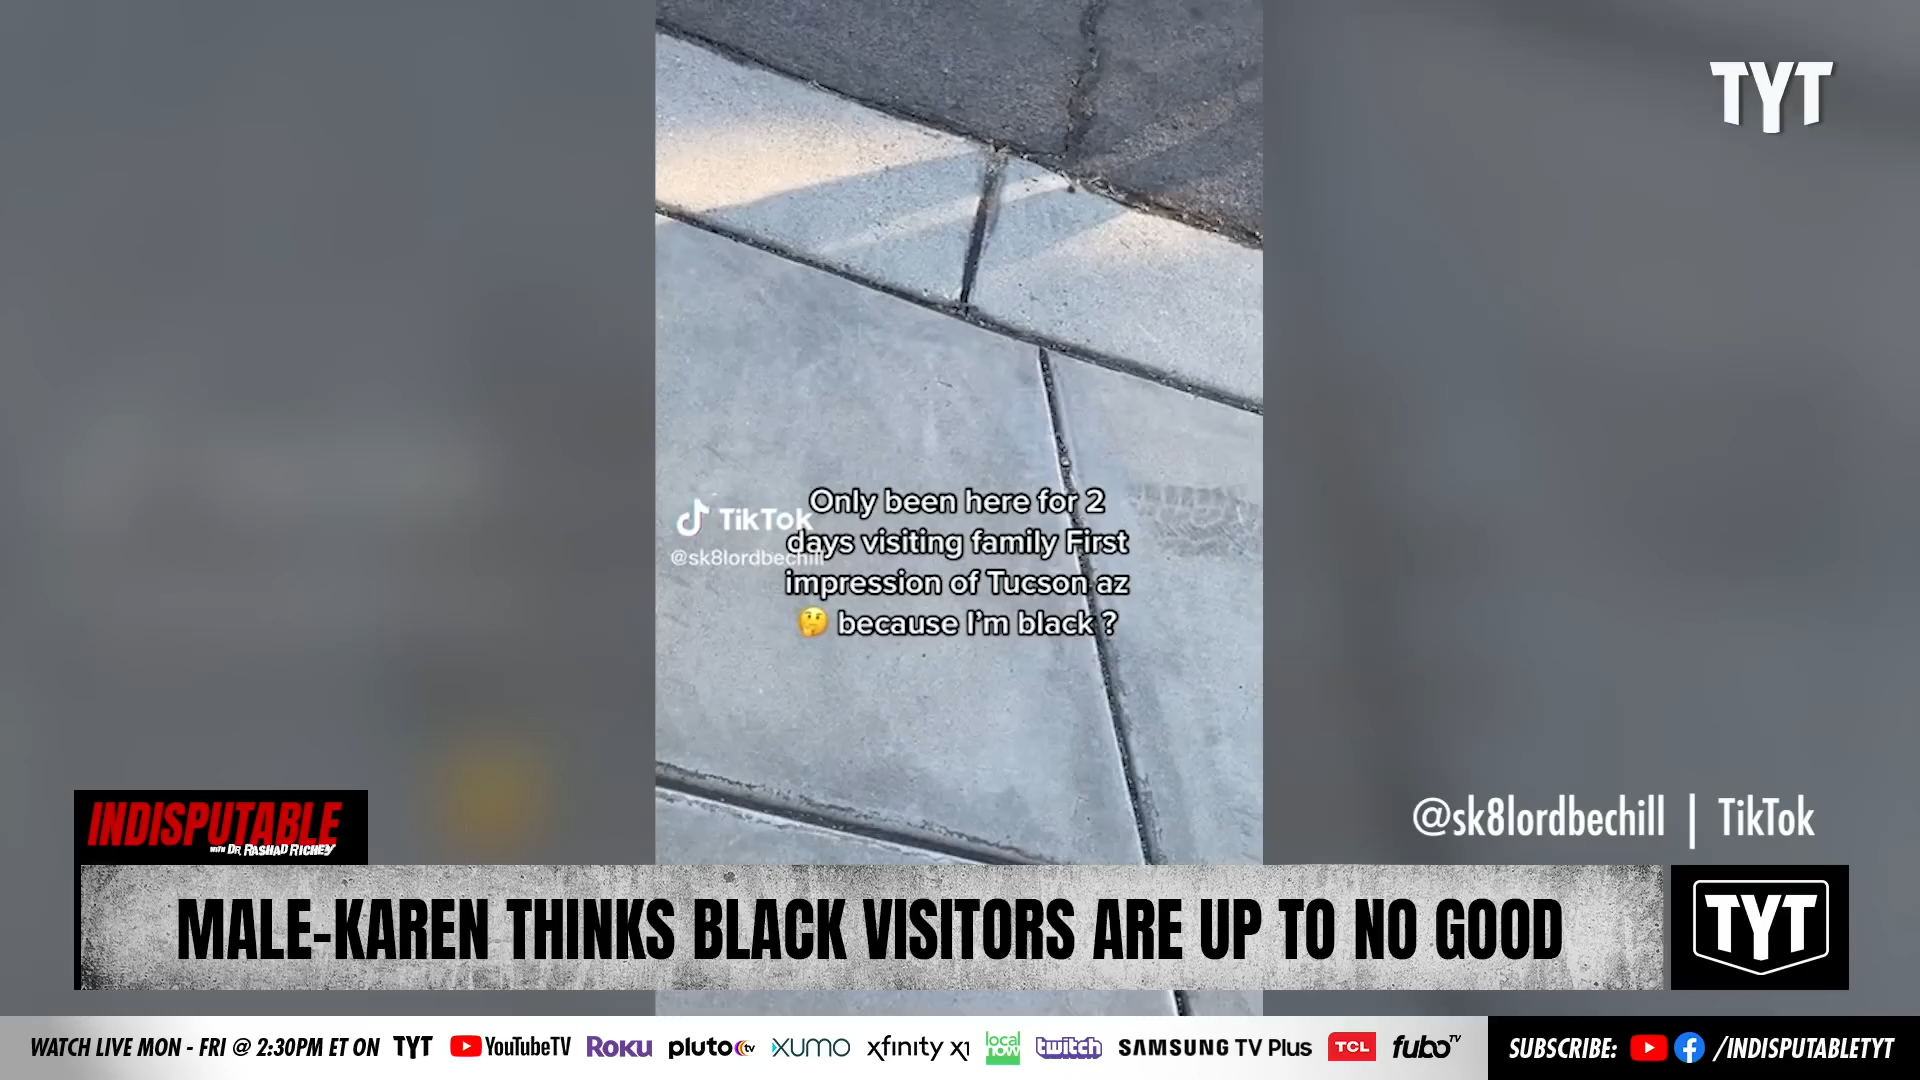 TYT
Only been here for 2
days visiting family First
impression of Tucson az
🤔 because I'm black ?
TikTok
@sk8lordbechill
INDISPUTABLE
WITH DR RASHAD RICHEY
@sk8lordbechill | TikTok
MALE-KAREN THINKS BLACK VISITORS ARE UP TO NO GOOD
TYT
WATCH LIVE MON - FRI @ 2:30PM ET ON TYT YouTubeTV ROKU pluto tv XUMO xfinity x1 local now twitch SAMSUNG TV Plus TCL fubo TV SUBSCRIBE: /INDISPUTABLETYT